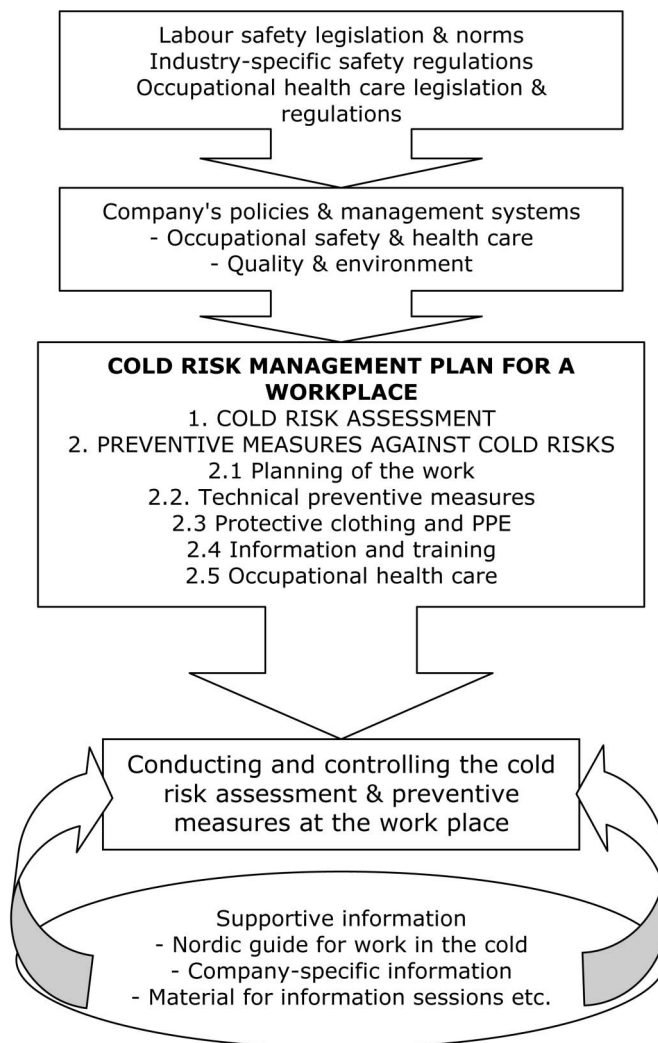 Labour safety legislation & norms
Industry-specific safety regulations
Occupational health care legislation &
regulations
Company's policies & management systems
- Occupational safety & health care
- Quality & environment
COLD RISK MANAGEMENT PLAN FOR A
WORKPLACE
1. COLD RISK ASSESSMENT
2. PREVENTIVE MEASURES AGAINST COLD RISKS
2.1 Planning of the work
2.2. Technical preventive measures
2.3 Protective clothing and PPE
2.4 Information and training
2.5 Occupational health care
Conducting and controlling the cold
risk assessment & preventive
measures at the work place
Supportive information
- Nordic guide for work in the cold
- Company-specific information
- Material for information sessions etc.